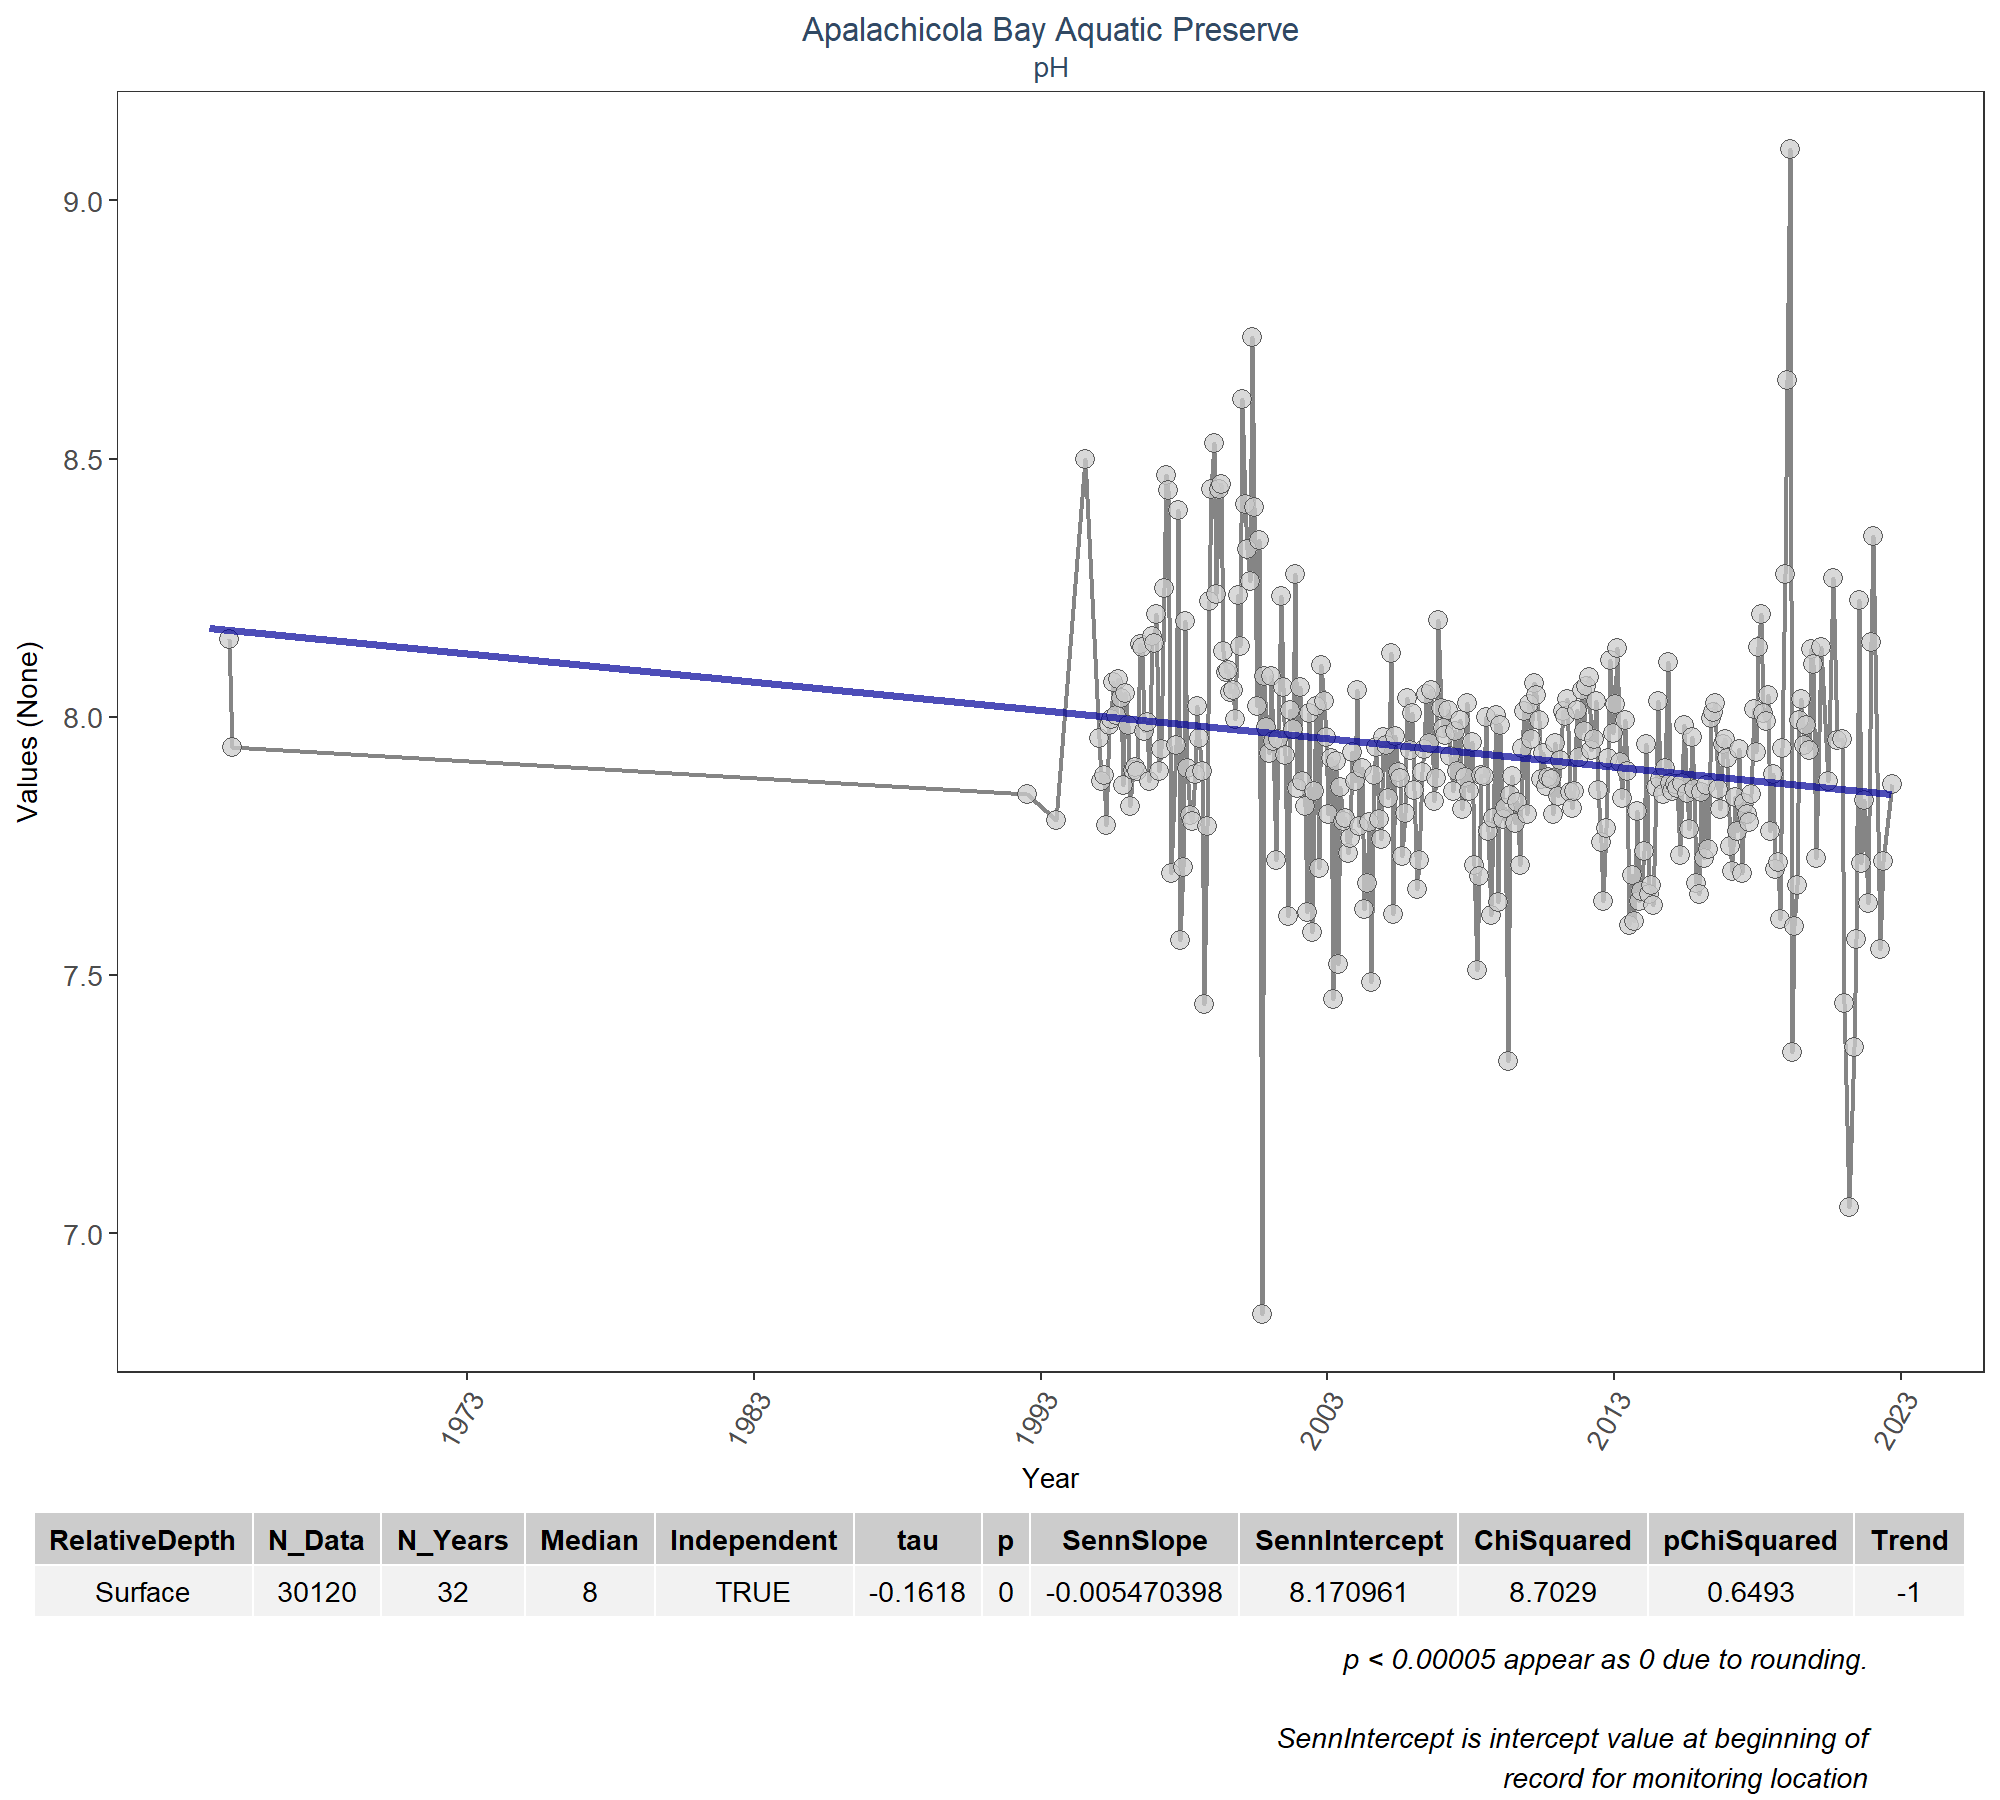 Apalachicola Bay Aquatic Preserve
pH
Values (None)
9.0
8.5
8.0
7.5
7.0
1973
1983
1993
2003
2013
2023
Year
RelativeDepth N_Data N_Years Median Independent tau p SennSlope SennIntercept ChiSquared pChiSquared Trend
Surface 30120 32 8 TRUE -0.1618 0 -0.005470398 8.170961 8.7029 0.6493 -1
p < 0.00005 appear as 0 due to rounding.
SennIntercept is intercept value at beginning of
record for monitoring location